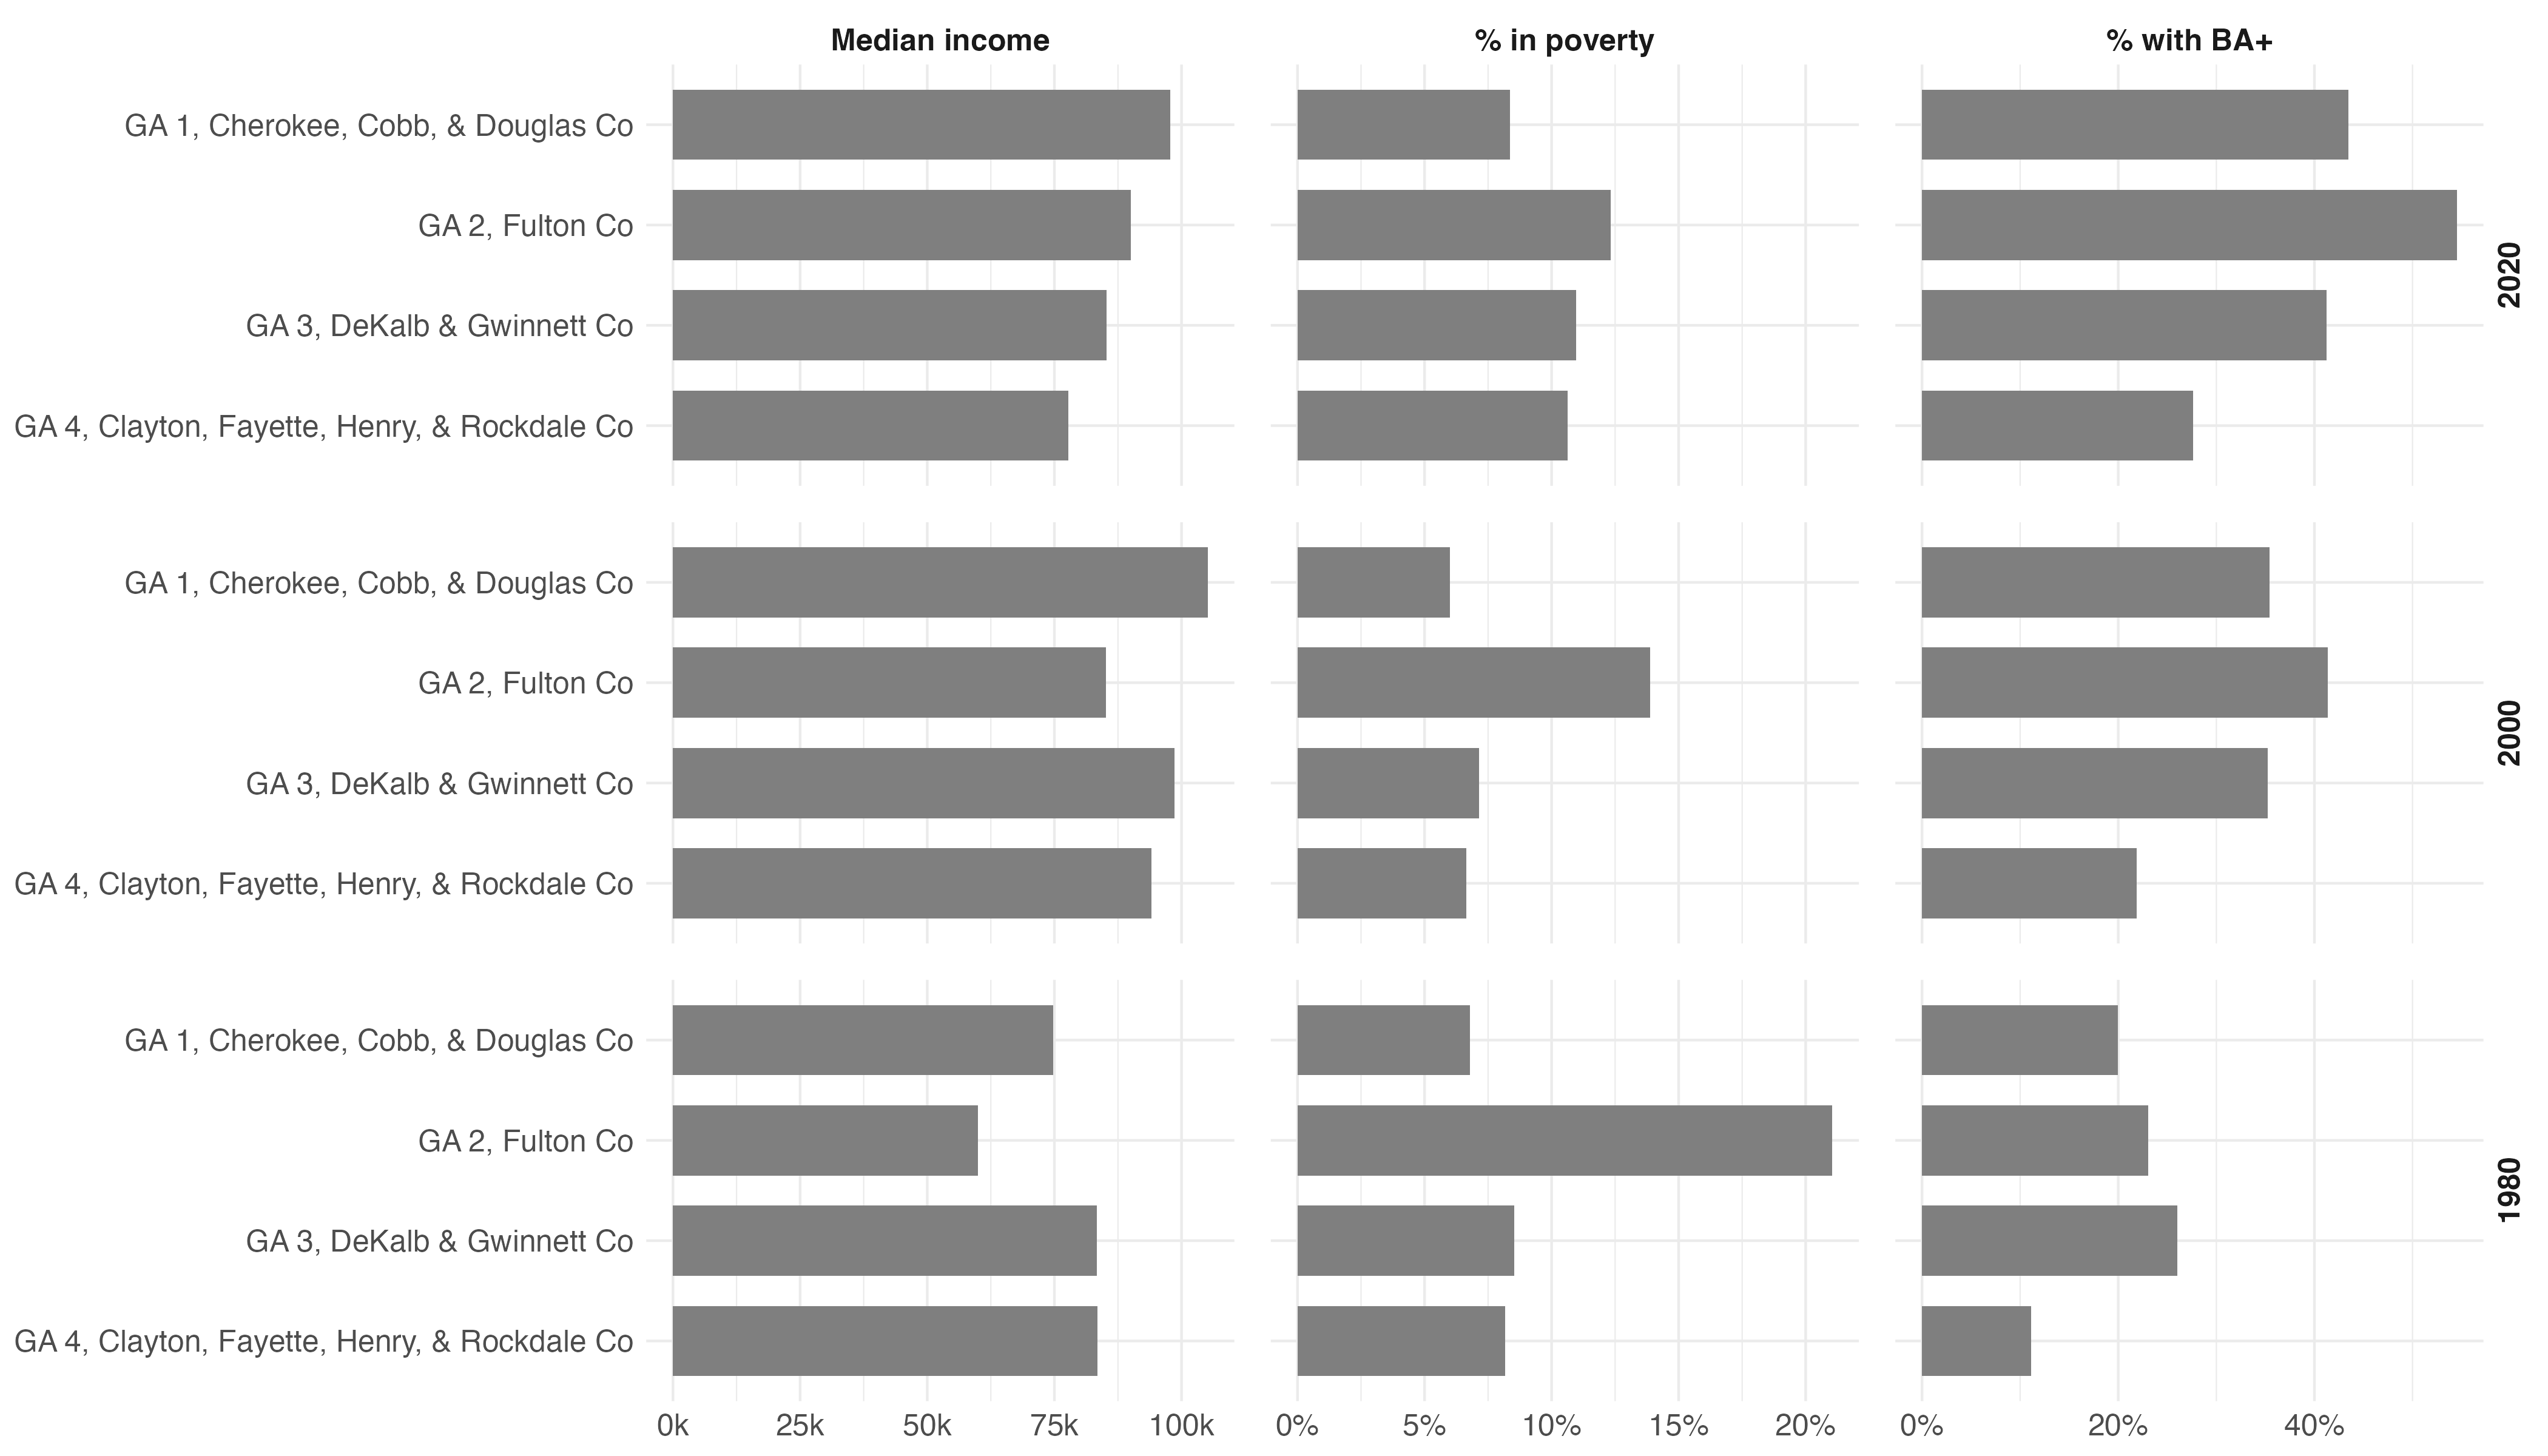 Median income
% in poverty
% with BA+
GA 1, Cherokee, Cobb, & Douglas Co
GA 2, Fulton Co
GA 3, DeKalb & Gwinnett Co
GA 4, Clayton, Fayette, Henry, & Rockdale Co
2020
GA 1, Cherokee, Cobb, & Douglas Co
GA 2, Fulton Co
GA 3, DeKalb & Gwinnett Co
GA 4, Clayton, Fayette, Henry, & Rockdale Co
2000
GA 1, Cherokee, Cobb, & Douglas Co
GA 2, Fulton Co
GA 3, DeKalb & Gwinnett Co
GA 4, Clayton, Fayette, Henry, & Rockdale Co
1980
0k 25k 50k 75k 100k
0% 5% 10% 15% 20%
0% 20% 40%